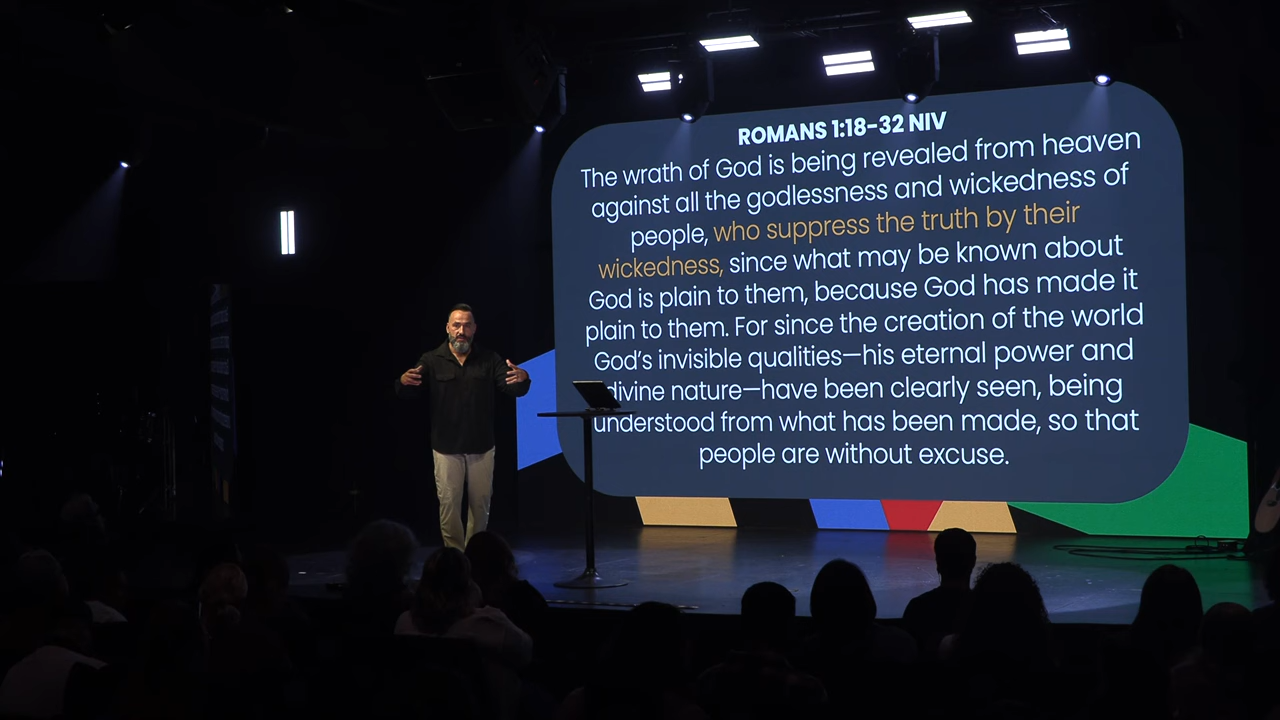 ROMANS 1:18-32 NIV
The wrath of God is being revealed from heaven
against all the godlessness and wickedness of
people, who suppress the truth by their
wickedness, since what may be known about
God is plain to them, because God has made it
plain to them. For since the creation of the world
God's invisible qualities—his eternal power and
divine nature—have been clearly seen, being
understood from what has been made, so that
people are without excuse.